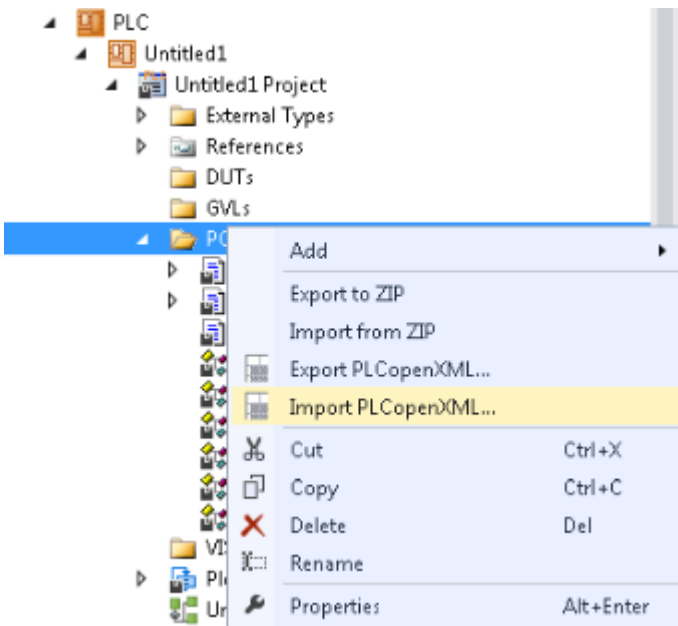 PLC
Untitled1
Untitled1 Project
External Types
References
DUTs
GVLs
Add
Export to ZIP
Import from ZIP
Export PLCopenXML...
Import PLCopenXML...
Cut Ctrl+X
Copy Ctrl+C
Delete Del
Rename
Properties Alt+Enter